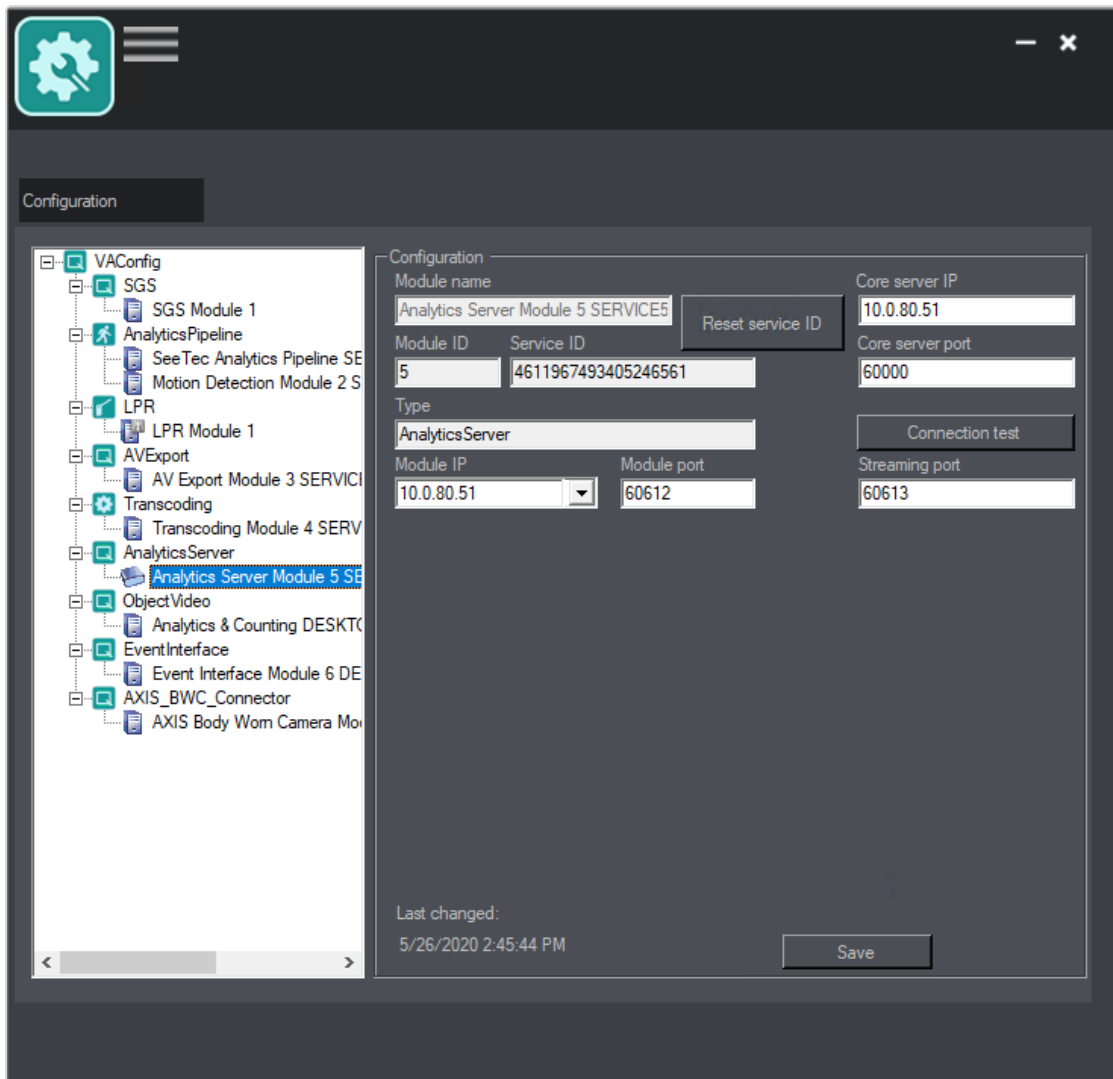 Configuration
VAConfig
SGS
SGS Module 1
AnalyticsPipeline
SeeTec Analytics Pipeline SE
Motion Detection Module 2 S
LPR
LPR Module 1
AVExport
AV Export Module 3 SERVICI
Transcoding
Transcoding Module 4 SERV
AnalyticsServer
Analytics Server Module 5 SE
ObjectVideo
Analytics & Counting DESKT(
EventInterface
Event Interface Module 6 DE
AXIS_BWC_Connector
AXIS Body Worn Camera Mo
Configuration
Module name
Analytics Server Module 5 SERVICE5
Reset service ID
Core server IP
10.0.80.51
Module ID
Service ID
Core server port
5
4611967493405246561
60000
Type
AnalyticsServer
Connection test
Module IP
Module port
Streaming port
10.0.80.51
60612
60613
Last changed:
5/26/2020 2:45:44 PM
Save